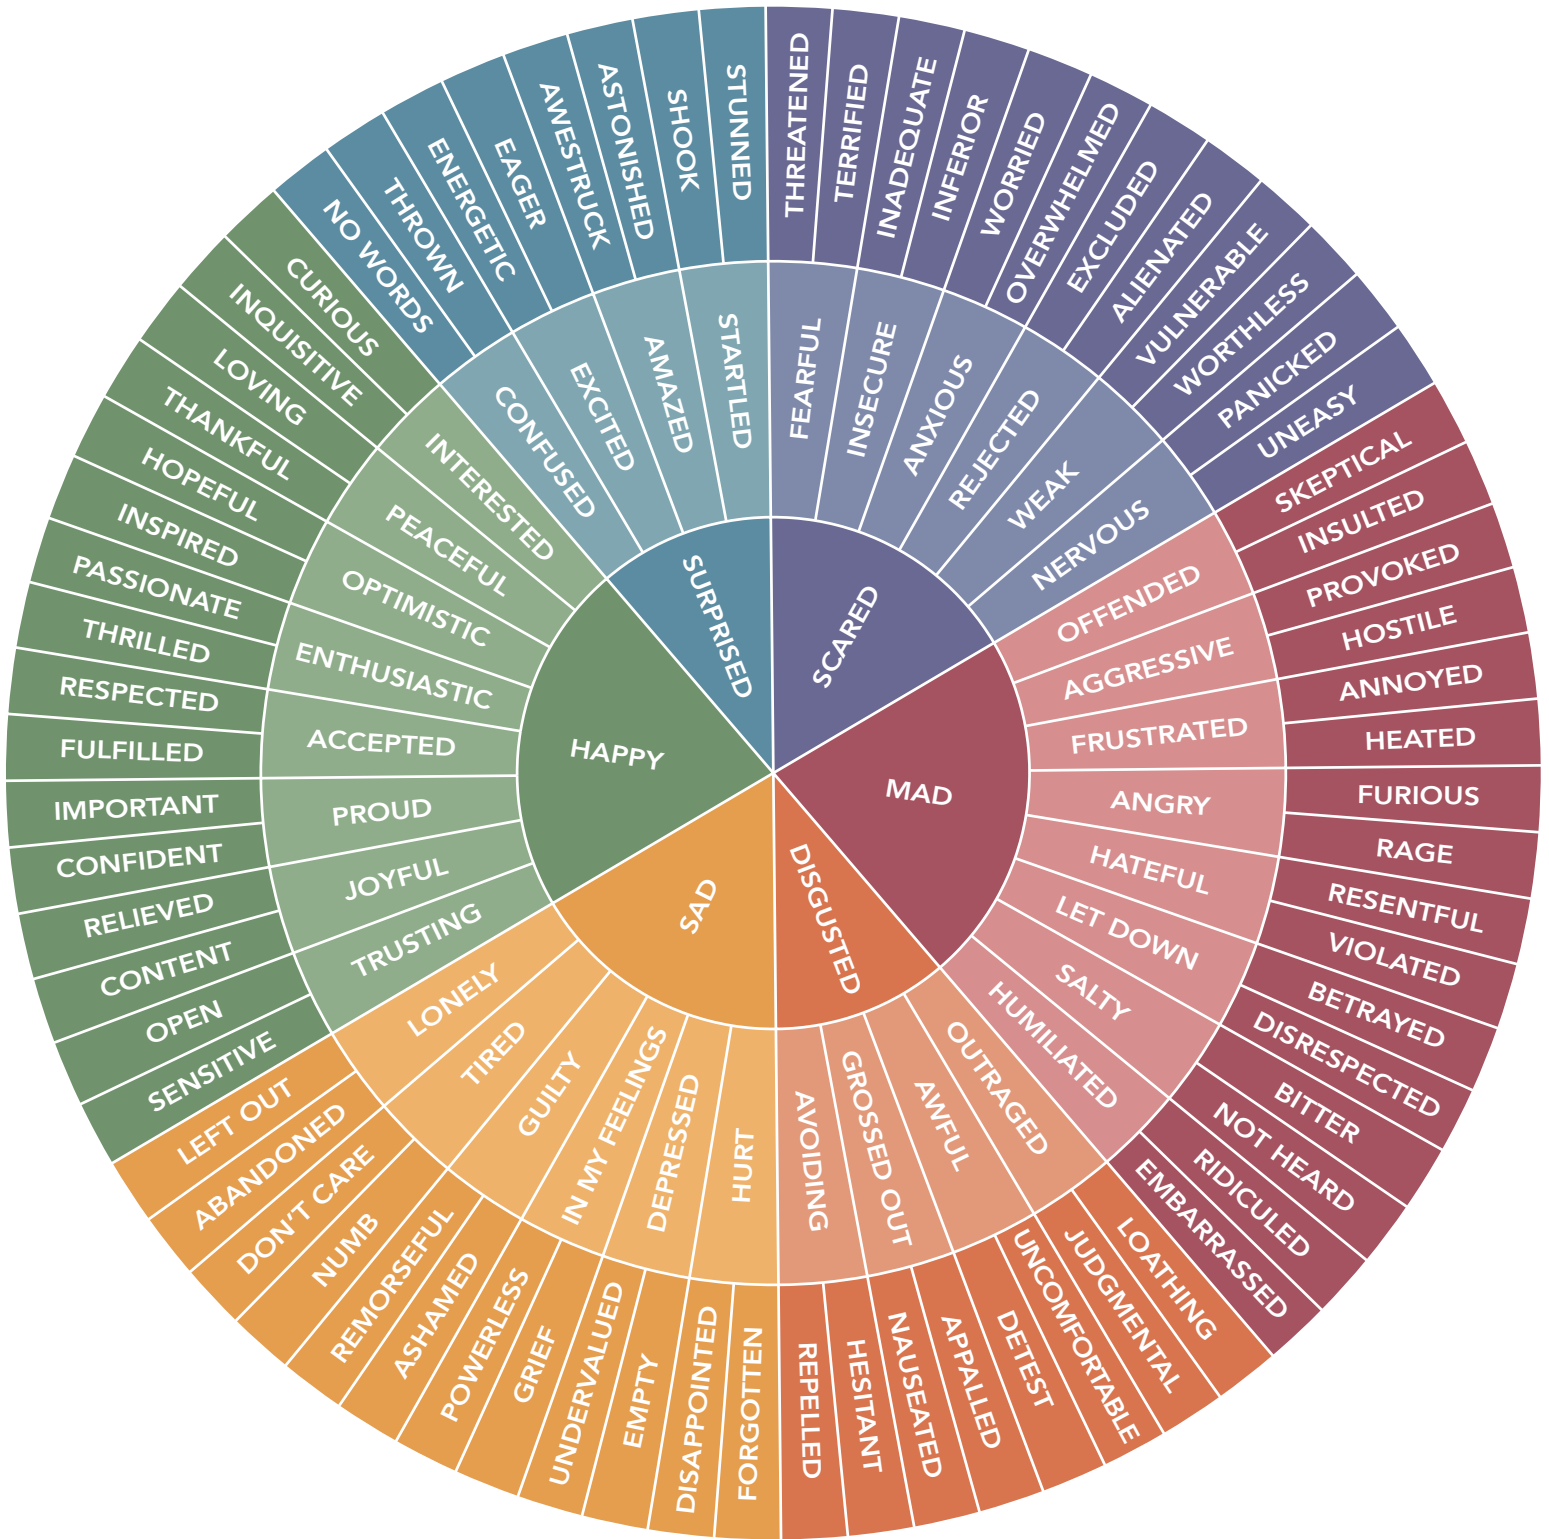 SURPRISED
SCARED
MAD
DISGUSTED
SAD
HAPPY
STARTLED
AMAZED
EXCITED
CONFUSED
FEARFUL
INSECURE
ANXIOUS
REJECTED
WEAK
NERVOUS
OFFENDED
AGGRESSIVE
FRUSTRATED
ANGRY
HATEFUL
LET DOWN
SALTY
HUMILIATED
OUTRAGED
AWFUL
GROSSED OUT
AVOIDING
HURT
DEPRESSED
IN MY FEELINGS
GUILTY
TIRED
LONELY
TRUSTING
JOYFUL
PROUD
ACCEPTED
ENTHUSIASTIC
OPTIMISTIC
PEACEFUL
INTERESTED
THREATENED
TERRIFIED
INADEQUATE
INFERIOR
WORRIED
OVERWHELMED
EXCLUDED
ALIENATED
VULNERABLE
WORTHLESS
PANICKED
UNEASY
SKEPTICAL
INSULTED
PROVOKED
HOSTILE
ANNOYED
HEATED
FURIOUS
RAGE
RESENTFUL
VIOLATED
BETRAYED
DISRESPECTED
BITTER
NOT HEARD
RIDICULED
EMBARRASSED
LOATHING
JUDGMENTAL
UNCOMFORTABLE
DETEST
APPALLED
NAUSEATED
HESITANT
REPELLED
FORGOTTEN
DISAPPOINTED
EMPTY
UNDERVALUED
GRIEF
POWERLESS
ASHAMED
REMORSEFUL
NUMB
DON'T CARE
ABANDONED
LEFT OUT
SENSITIVE
OPEN
CONTENT
RELIEVED
CONFIDENT
IMPORTANT
FULFILLED
RESPECTED
THRILLED
PASSIONATE
INSPIRED
HOPEFUL
THANKFUL
LOVING
INQUISITIVE
CURIOUS
NO WORDS
THROWN
ENERGETIC
EAGER
AWESTRUCK
ASTONISHED
SHOOK
STUNNED